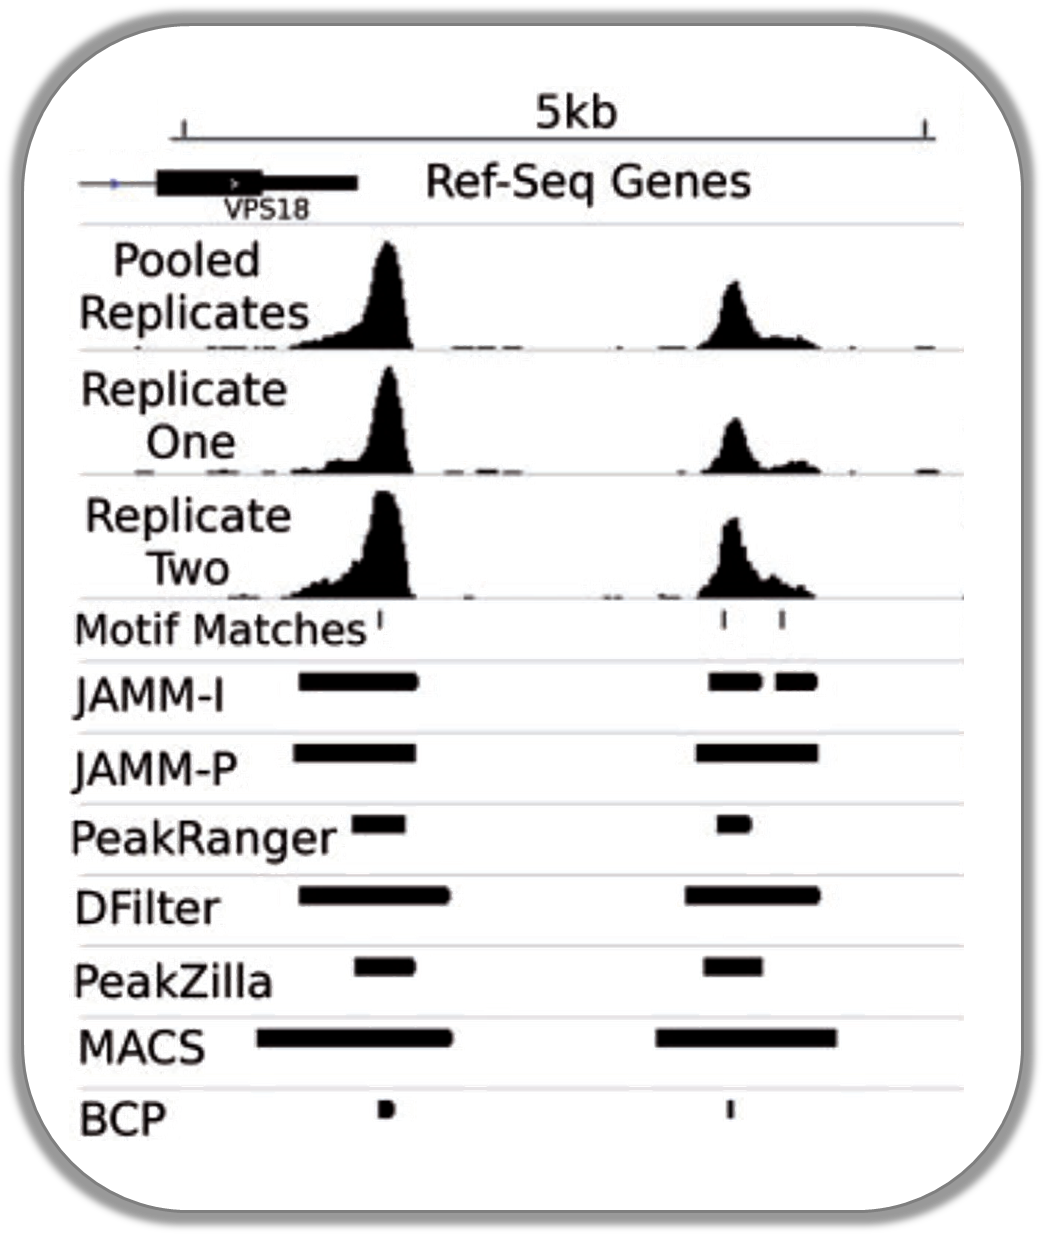 5kb
Ref-Seq Genes
VPS18
Pooled
Replicates
Replicate
One
Replicate
Two
Motif Matches
JAMM-I
JAMM-P
PeakRanger
DFilter
PeakZilla
MACS
BCP